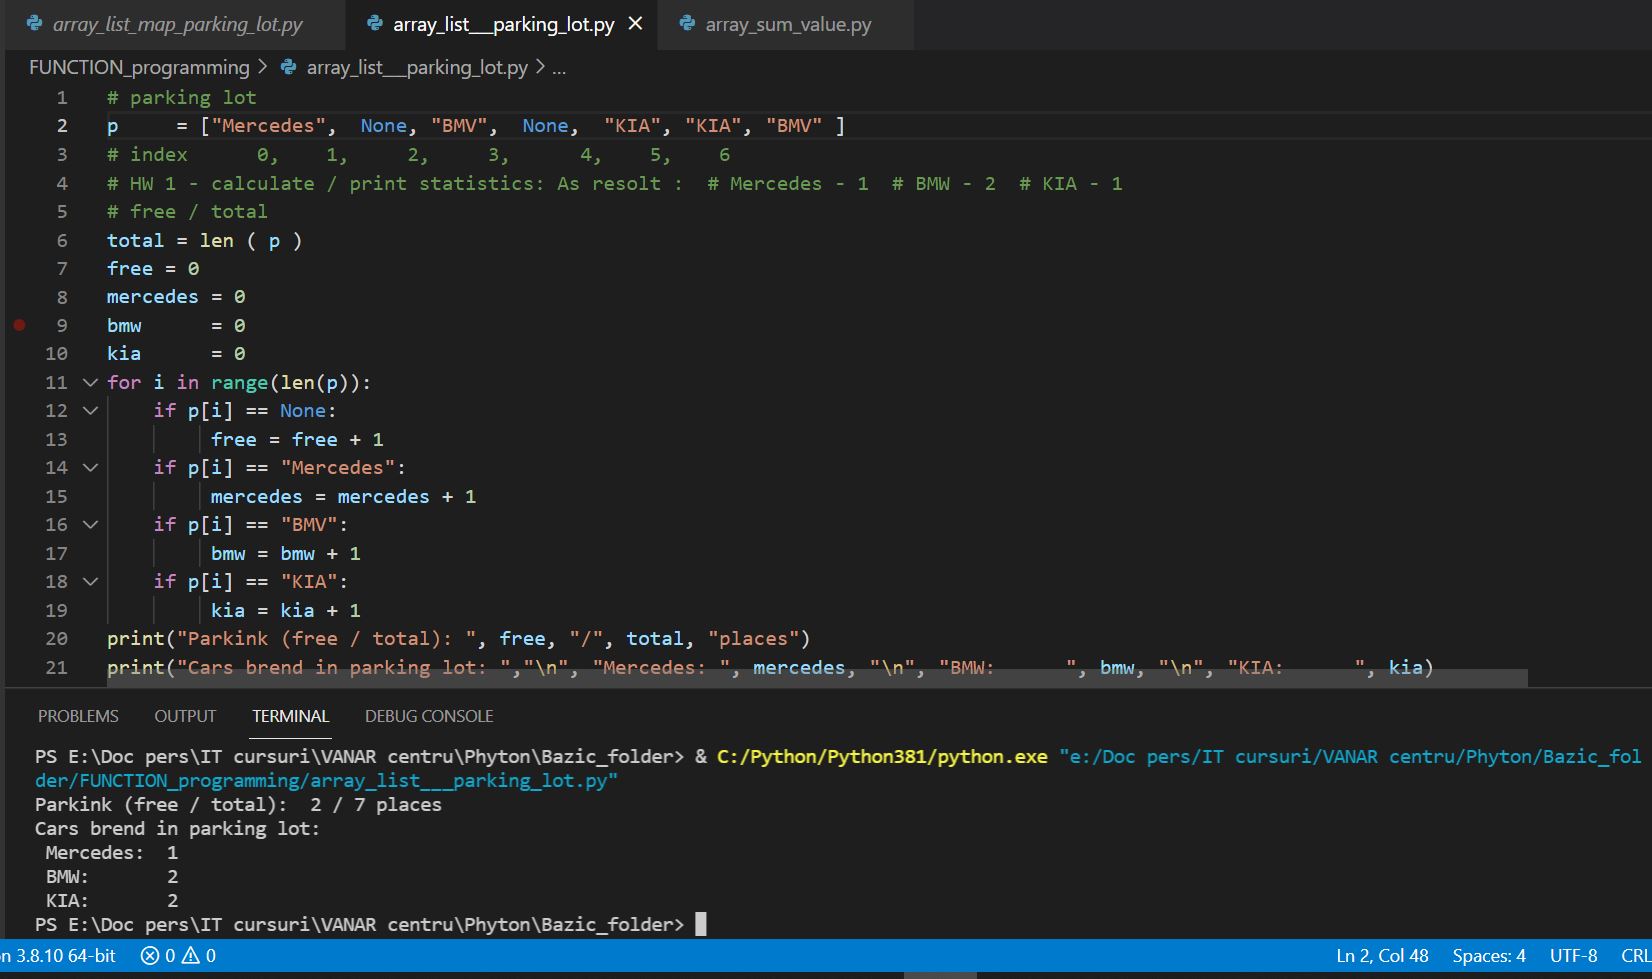 array_list_map_parking_lot.py array_list___parking_lot.py × array_sum_value.py
FUNCTION_programming > array_list___parking_lot.py > ...
1 # parking lot
2 p     = ["Mercedes",  None, "BMV",  None,  "KIA", "KIA", "BMV" ]
3 # index      0,    1,     2,     3,      4,    5,    6
4 # HW 1 - calculate / print statistics: As resolt :  # Mercedes - 1  # BMW - 2  # KIA - 1
5 # free / total
6 total = len ( p )
7 free = 0
8 mercedes = 0
9 bmw      = 0
10 kia      = 0
11 for i in range(len(p)):
12     if p[i] == None:
13         free = free + 1
14     if p[i] == "Mercedes":
15         mercedes = mercedes + 1
16     if p[i] == "BMV":
17         bmw = bmw + 1
18     if p[i] == "KIA":
19         kia = kia + 1
20 print("Parkink (free / total): ", free, "/", total, "places")
21 print("Cars brend in parking lot: ","\n", "Mercedes: ", mercedes, "\n", "BMW:      ", bmw, "\n", "KIA:      ", kia)
PROBLEMS OUTPUT TERMINAL DEBUG CONSOLE
PS E:\Doc pers\IT cursuri\VANAR centru\Phyton\Bazic_folder> & C:/Python/Python381/python.exe "e:/Doc pers/IT cursuri/VANAR centru/Phyton/Bazic_fol
der/FUNCTION_programming/array_list___parking_lot.py"
Parkink (free / total):  2 / 7 places
Cars brend in parking lot:
 Mercedes:  1
 BMW:       2
 KIA:       2
PS E:\Doc pers\IT cursuri\VANAR centru\Phyton\Bazic_folder>
n 3.8.10 64-bit 0 0 Ln 2, Col 48 Spaces: 4 UTF-8 CRL